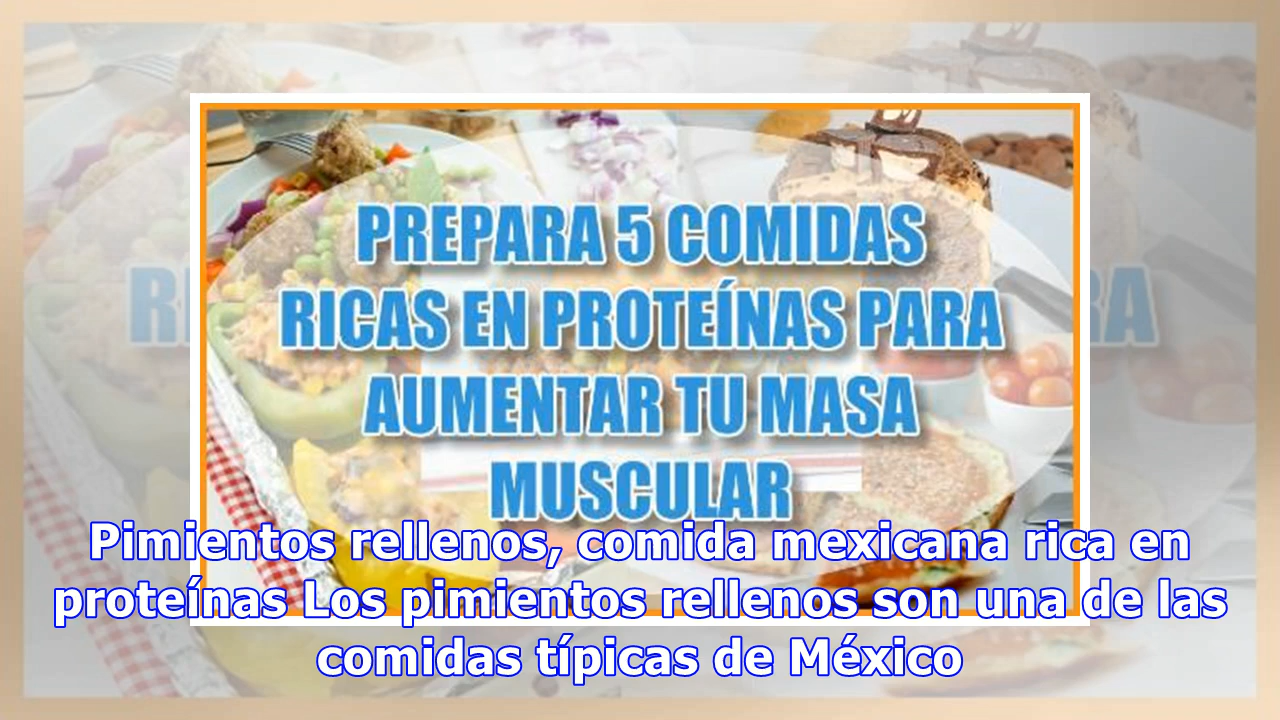 PREPARA 5 COMIDAS
RICAS EN PROTEÍNAS PARA
AUMENTAR TU MASA
MUSCULAR
Pimientos rellenos, comida mexicana rica en
proteínas Los pimientos rellenos son una de las
comidas típicas de México